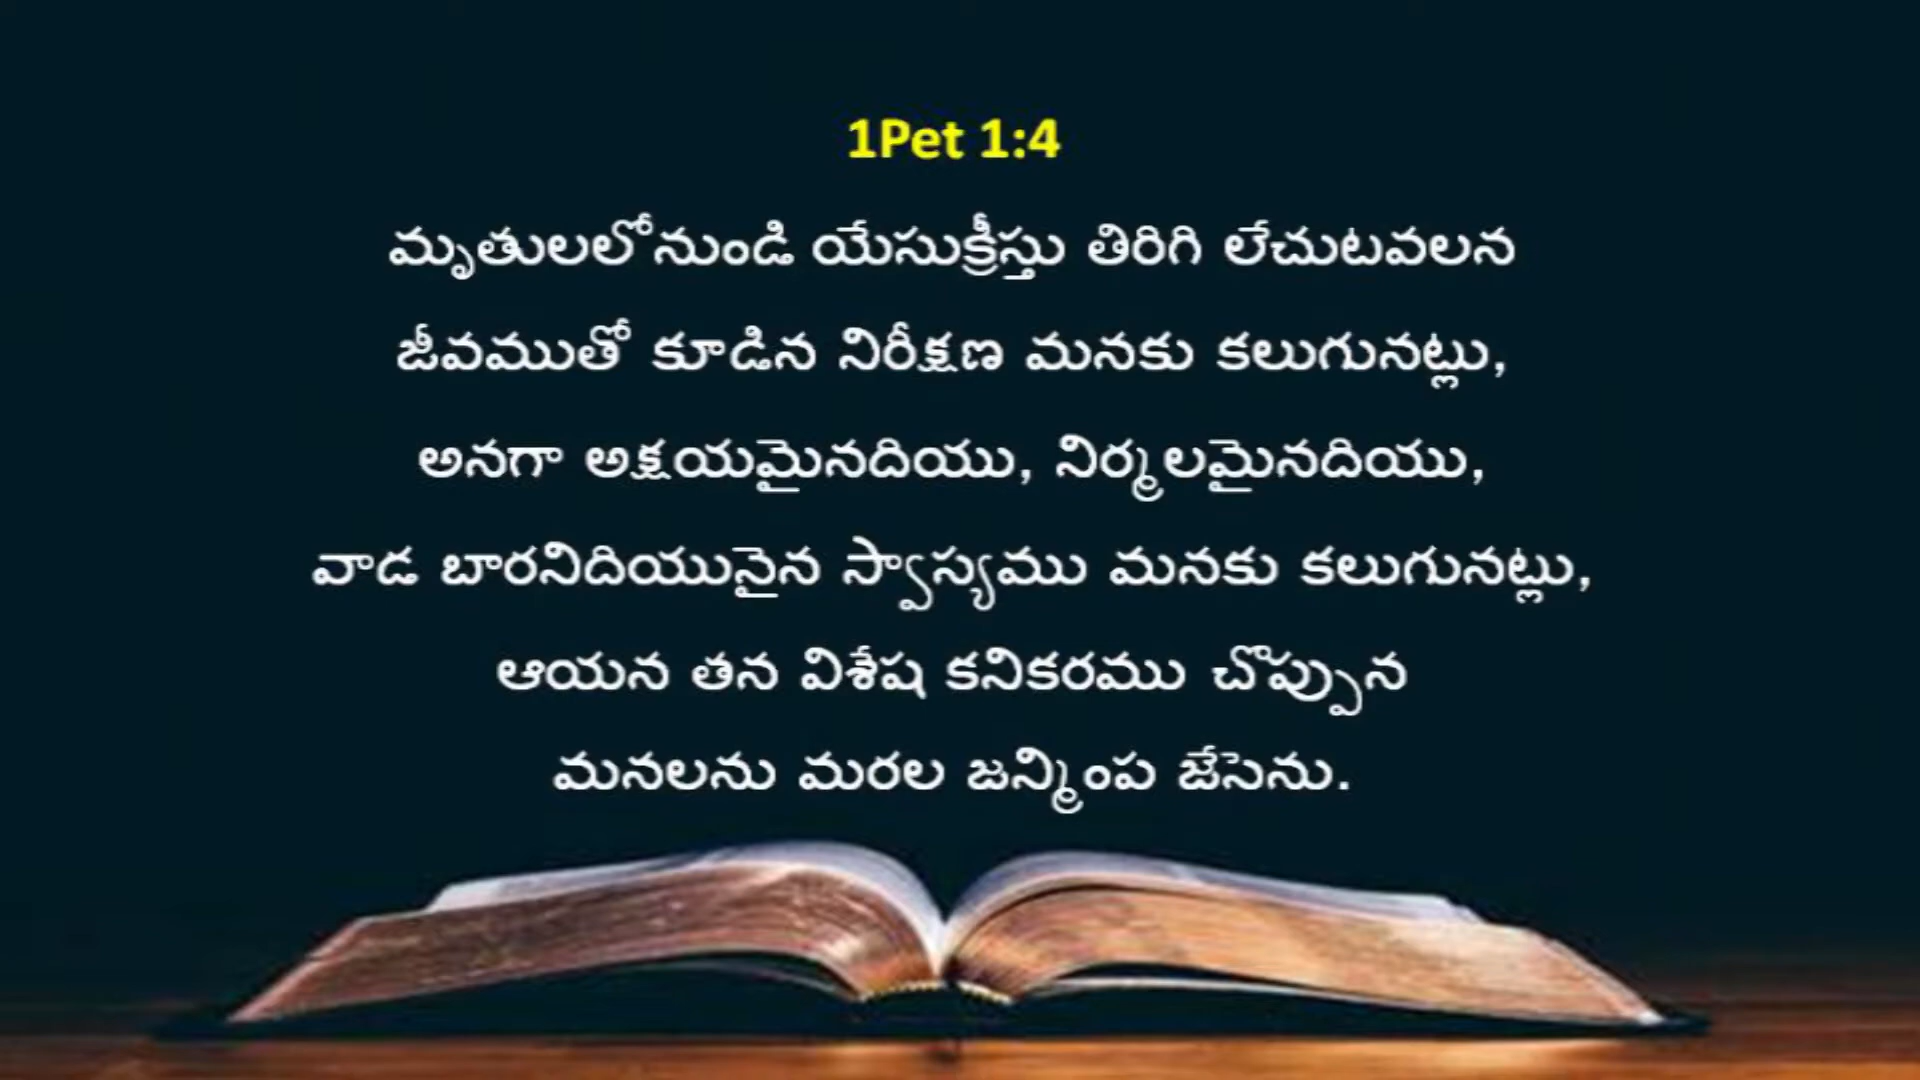 1Pet 1:4
మృతులలోనుండి యేసుక్రీస్తు తిరిగి లేచుటవలన
జీవముతో కూడిన నిరీక్షణ మనకు కలుగునట్లు,
అనగా అక్షయమైనదియు, నిర్మలమైనదియు,
వాడ బారనిదియునైన స్వాస్యము మనకు కలుగునట్లు,
ఆయన తన విశేష కనికరము చొప్పున
మనలను మరల జన్మింప జేసెను.